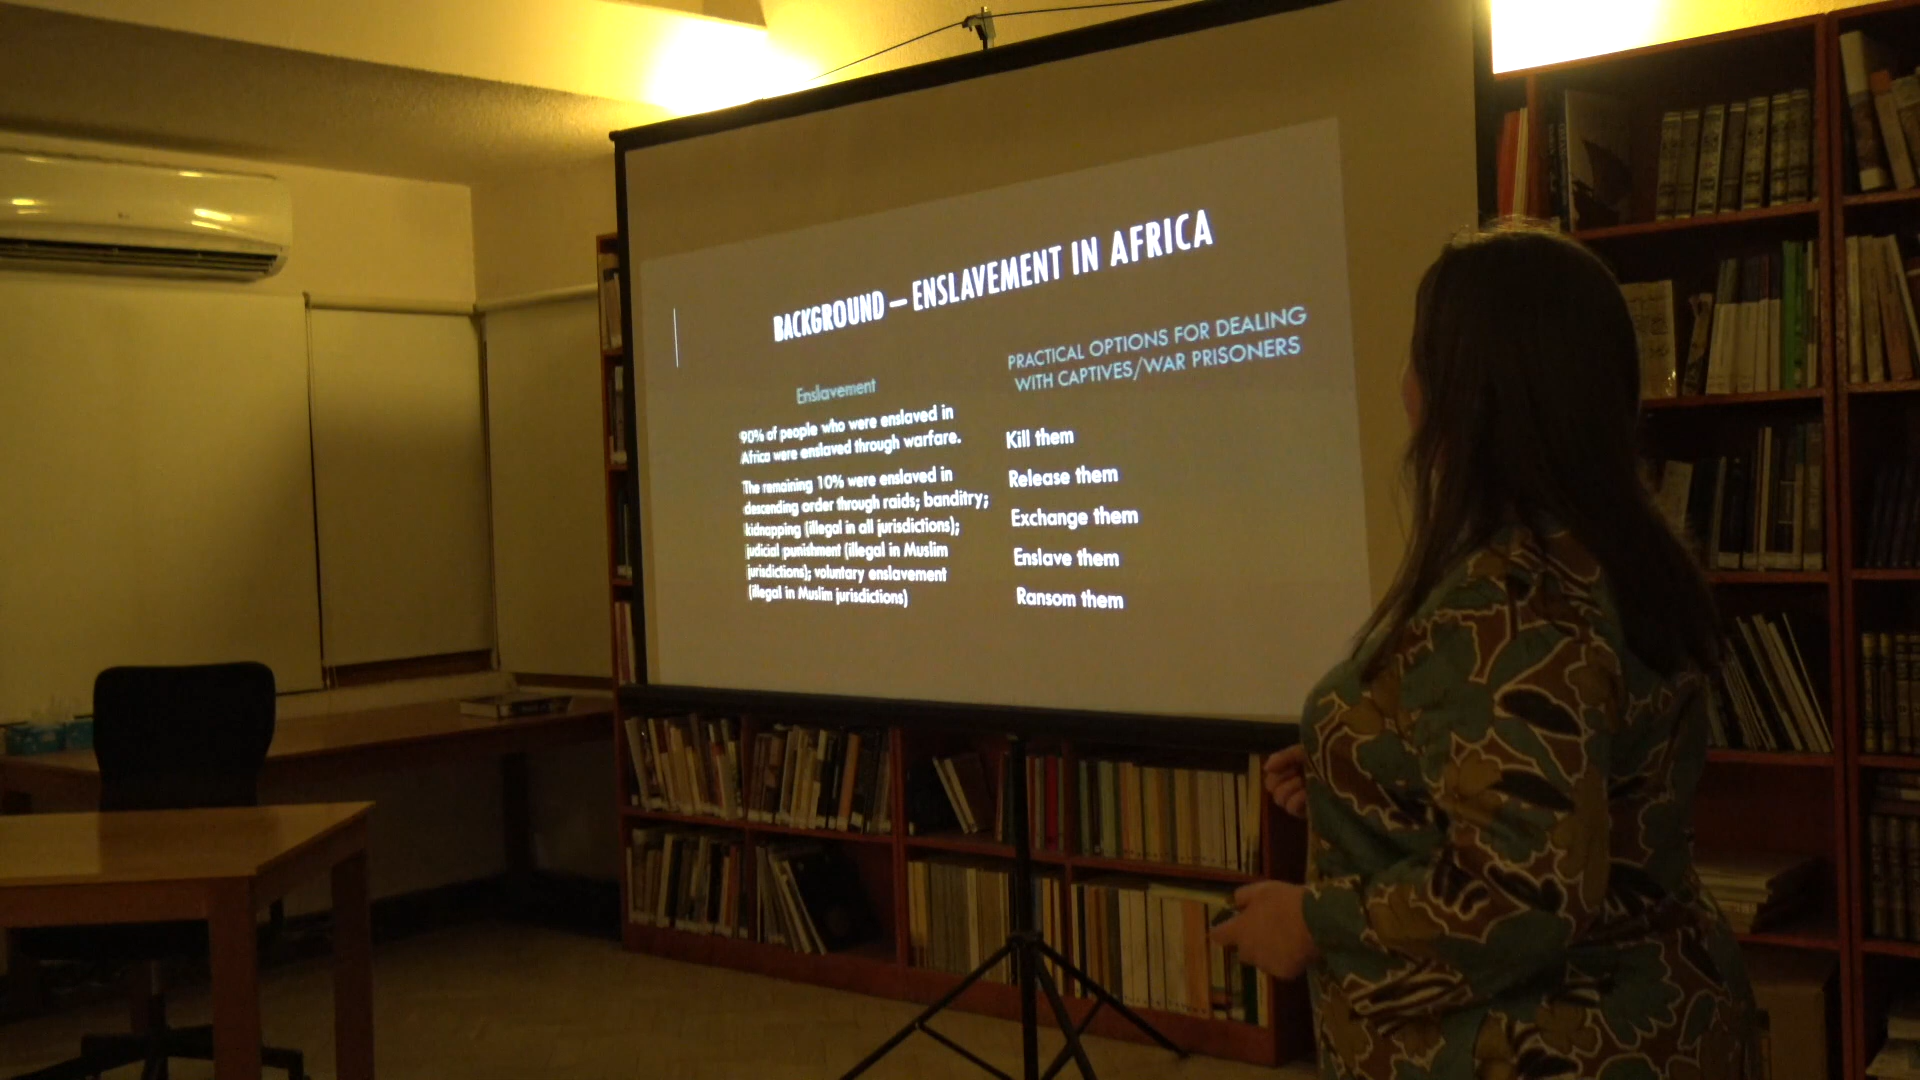 BACKGROUND – ENSLAVEMENT IN AFRICA
Enslavement
90% of people who were enslaved in
Africa were enslaved through warfare.
The remaining 10% were enslaved in
descending order through raids; banditry;
kidnapping (illegal in all jurisdictions);
judicial punishment (illegal in Muslim
jurisdictions); voluntary enslavement
(illegal in Muslim jurisdictions)
PRACTICAL OPTIONS FOR DEALING
WITH CAPTIVES/WAR PRISONERS
Kill them
Release them
Exchange them
Enslave them
Ransom them